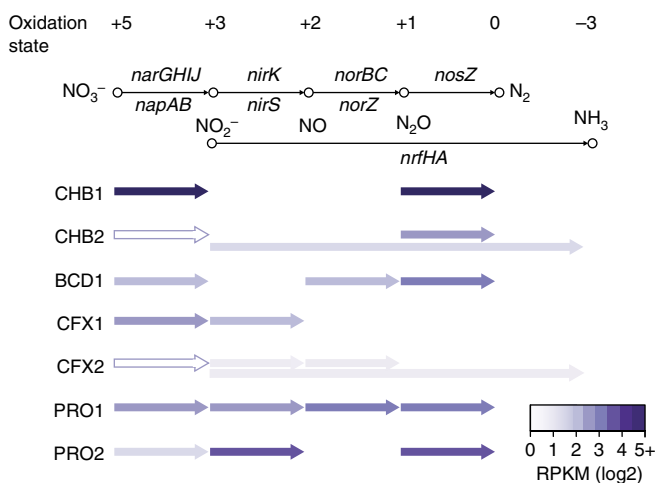 Oxidation state +5 +3 +2 +1 0 −3
narGHIJ nirK norBC nosZ
NO₃⁻ N₂
napAB nirS norZ
NO₂⁻ NO N₂O NH₃
nrfHA
CHB1
CHB2
BCD1
CFX1
CFX2
PRO1
PRO2
0 1 2 3 4 5+
RPKM (log2)